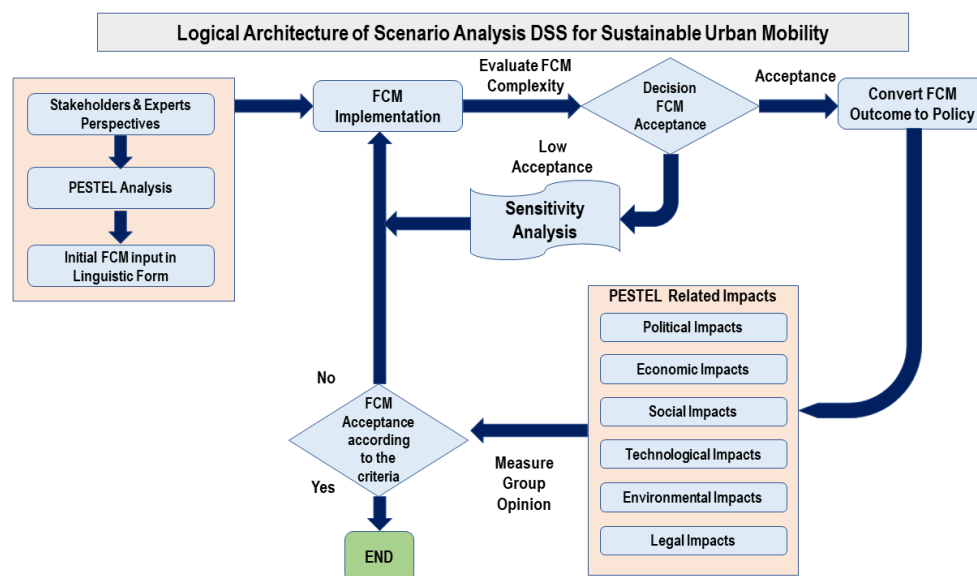 Logical Architecture of Scenario Analysis DSS for Sustainable Urban Mobility
Stakeholders & Experts
Perspectives
PESTEL Analysis
Initial FCM input in
Linguistic Form
FCM
Implementation
Evaluate FCM
Complexity
Decision
FCM
Acceptance
Acceptance
Convert FCM
Outcome to Policy
Low
Acceptance
Sensitivity
Analysis
PESTEL Related Impacts
Political Impacts
Economic Impacts
Social Impacts
Technological Impacts
Environmental Impacts
Legal Impacts
Measure
Group
Opinion
No
FCM
Acceptance
according
to the
criteria
Yes
END